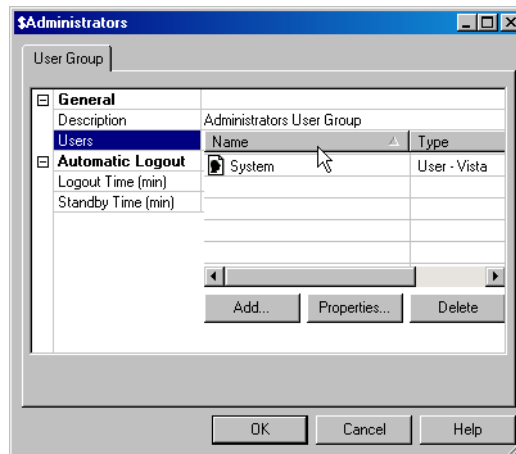 $Administrators
User Group
General
Description Administrators User Group
Users Name Type
Automatic Logout System User - Vista
Logout Time (min)
Standby Time (min)
Add... Properties... Delete
OK Cancel Help